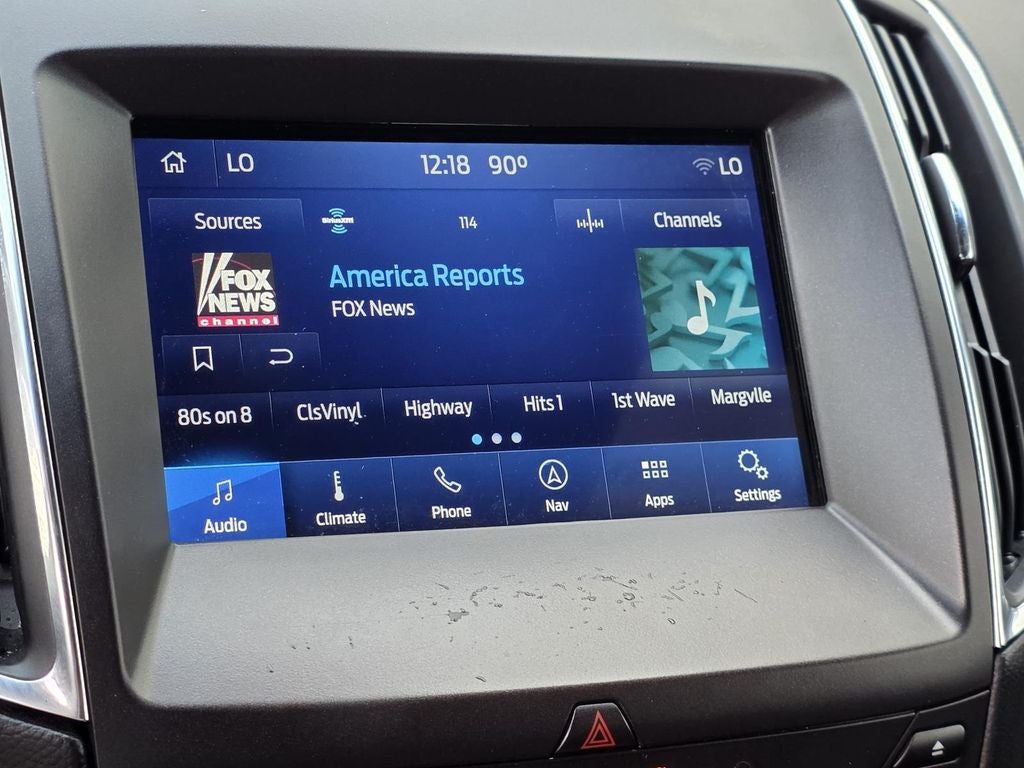 LO 12:18 90° LO
Sources SiriusXM 114 Channels
FOX
NEWS
channel
America Reports
FOX News
80s on 8 ClsVinyl Highway Hits 1 1st Wave Margvlle
Audio Climate Phone Nav Apps Settings